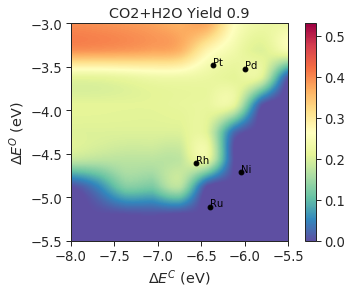 CO2+H2O Yield 0.9
−3.0
−3.5
−4.0
−4.5
−5.0
−5.5
ΔE^O (eV)
Pt
Pd
Rh
Ni
Ru
−8.0 −7.5 −7.0 −6.5 −6.0 −5.5
ΔE^C (eV)
0.5
0.4
0.3
0.2
0.1
0.0